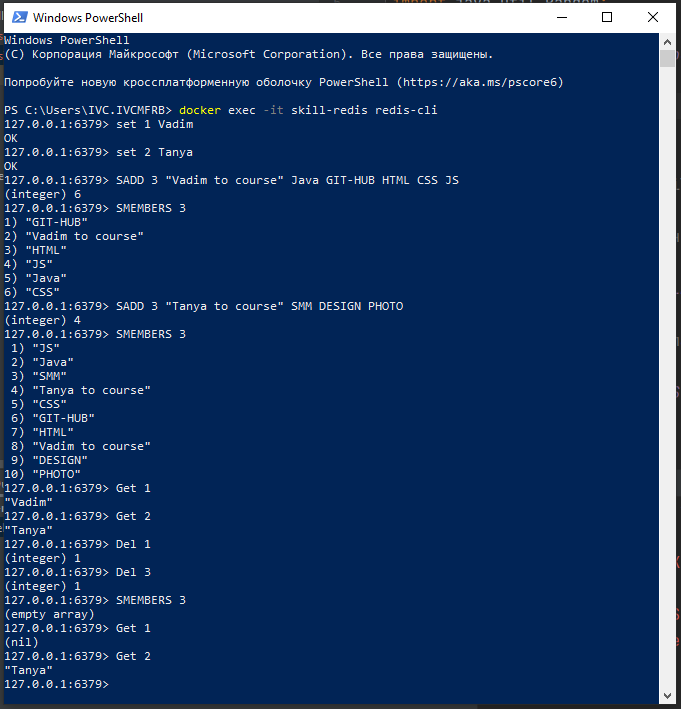 Windows PowerShell
Windows PowerShell
(C) Корпорация Майкрософт (Microsoft Corporation). Все права защищены.
Попробуйте новую кроссплатформенную оболочку PowerShell (https://aka.ms/pscore6)
PS C:\Users\IVC.IVCMFRB> docker exec -it skill-redis redis-cli
127.0.0.1:6379> set 1 Vadim
OK
127.0.0.1:6379> set 2 Tanya
OK
127.0.0.1:6379> SADD 3 "Vadim to course" Java GIT-HUB HTML CSS JS
(integer) 6
127.0.0.1:6379> SMEMBERS 3
1) "GIT-HUB"
2) "Vadim to course"
3) "HTML"
4) "JS"
5) "Java"
6) "CSS"
127.0.0.1:6379> SADD 3 "Tanya to course" SMM DESIGN PHOTO
(integer) 4
127.0.0.1:6379> SMEMBERS 3
1) "JS"
2) "Java"
3) "SMM"
4) "Tanya to course"
5) "CSS"
6) "GIT-HUB"
7) "HTML"
8) "Vadim to course"
9) "DESIGN"
10) "PHOTO"
127.0.0.1:6379> Get 1
"Vadim"
127.0.0.1:6379> Get 2
"Tanya"
127.0.0.1:6379> Del 1
(integer) 1
127.0.0.1:6379> Del 3
(integer) 1
127.0.0.1:6379> SMEMBERS 3
(empty array)
127.0.0.1:6379> Get 1
(nil)
127.0.0.1:6379> Get 2
"Tanya"
127.0.0.1:6379>